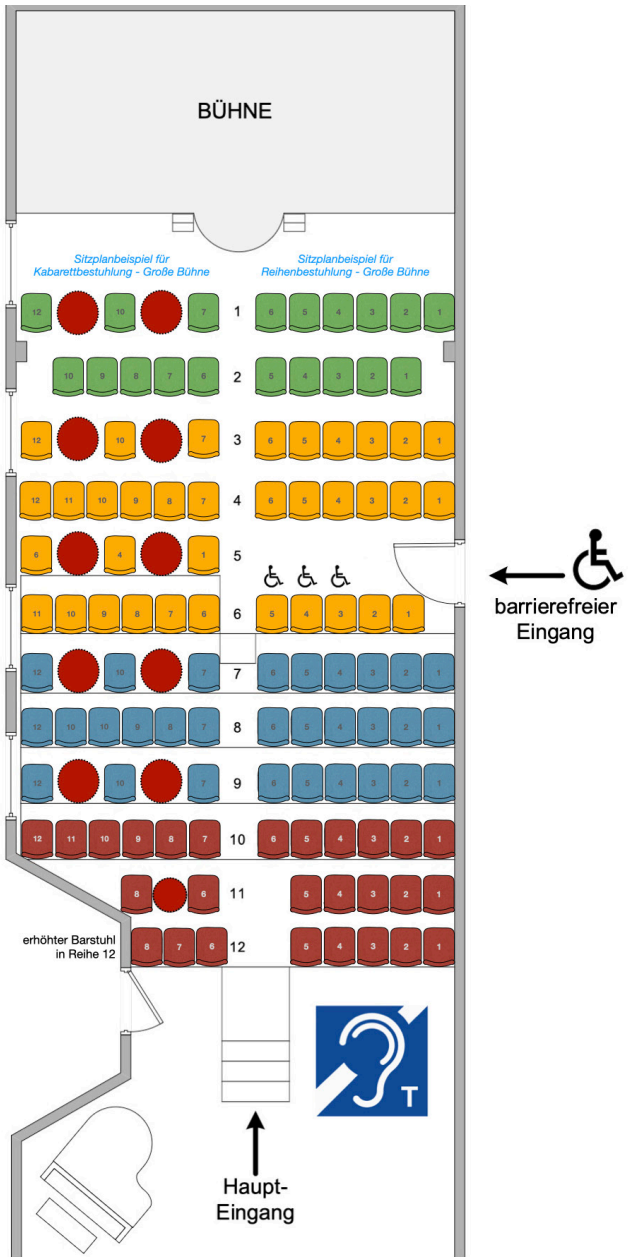 BÜHNE
Sitzplanbeispiel für
Kabarettbestuhlung - Große Bühne
Sitzplanbeispiel für
Reihenbestuhlung - Große Bühne
12 10 7 1 6 5 4 3 2 1
10 9 8 7 6 2 5 4 3 2 1
12 10 7 3 6 5 4 3 2 1
12 11 10 9 8 7 4 6 5 4 3 2 1
6 4 1 5
11 10 9 8 7 6 6 5 4 3 2 1
barrierefreier
Eingang
12 10 7 7 6 5 4 3 2 1
12 10 10 9 8 7 8 6 5 4 3 2 1
12 10 7 9 6 5 4 3 2 1
12 11 10 9 8 7 10 6 5 4 3 2 1
8 6 11 5 4 3 2 1
erhöhter Barstuhl
in Reihe 12
8 7 6 12 5 4 3 2 1
T
Haupt-
Eingang